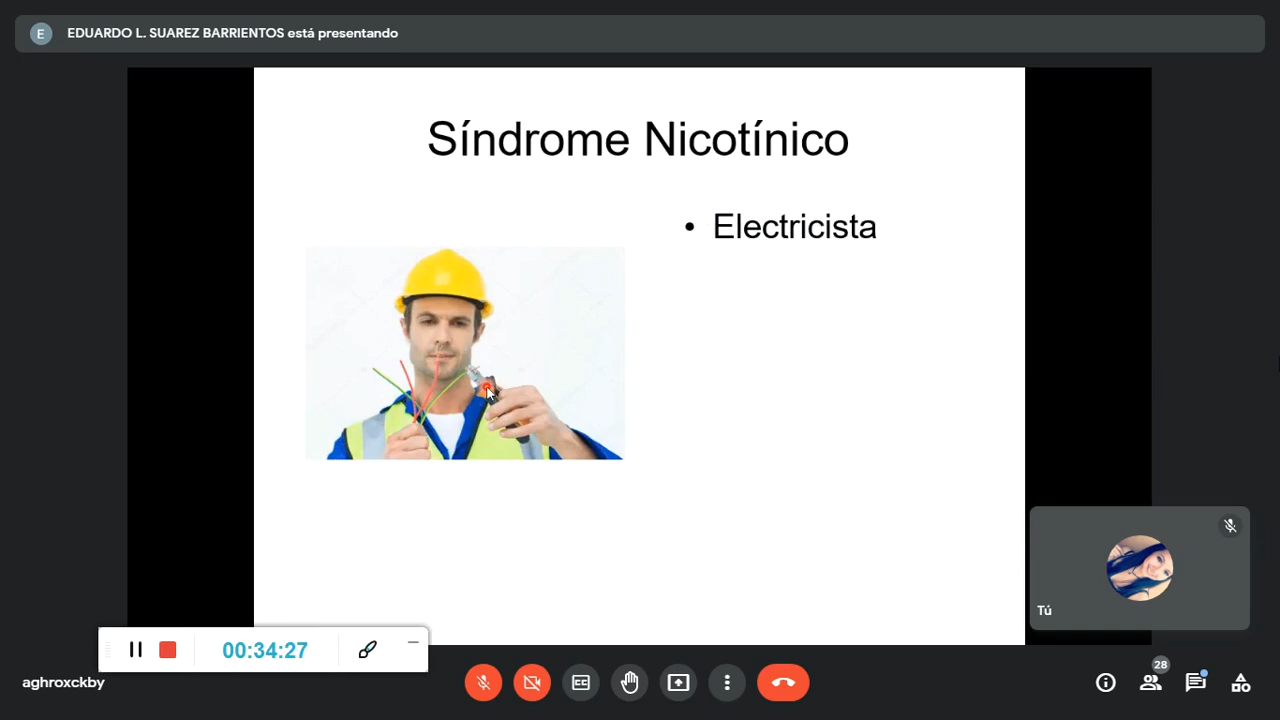 E
EDUARDO L. SUAREZ BARRIENTOS está presentando
Síndrome Nicotínico
• Electricista
Tú
00:34:27
aghroxckby
28